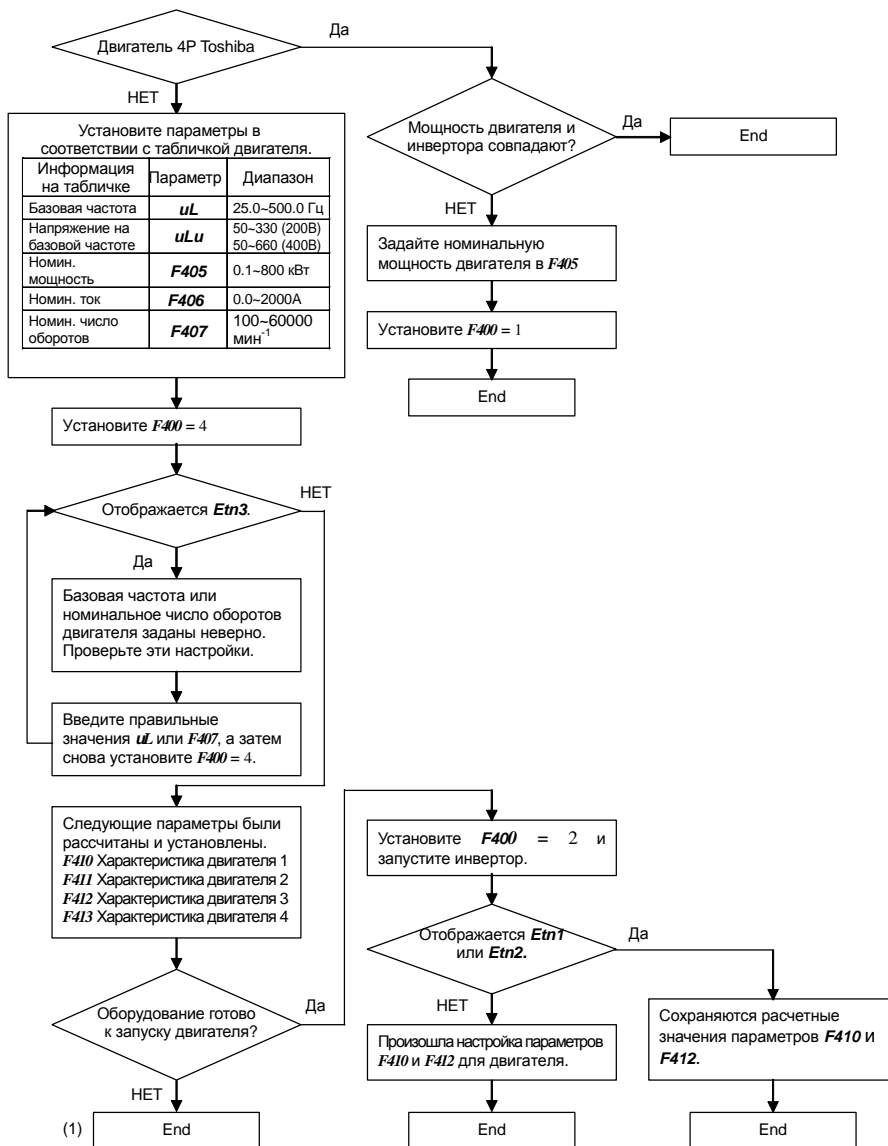 Двигатель 4P Toshiba
Да
НЕТ
Мощность двигателя и
инвертора совпадают?
Да
End
НЕТ
Задайте номинальную
мощность двигателя в F405
Установите F400 = 1
End
Установите параметры в
соответствии с табличкой двигателя.
Информация
на табличке
Параметр
Диапазон
Базовая частота
uL
25.0~500.0 Гц
Напряжение на
базовой частоте
uLu
50~330 (200В)
50~660 (400В)
Номин.
мощность
F405
0.1~800 кВт
Номин. ток
F406
0.0~2000А
Номин. число
оборотов
F407
100~60000
мин-1
Установите F400 = 4
Отображается Etn3.
НЕТ
Да
Базовая частота или
номинальное число оборотов
двигателя заданы неверно.
Проверьте эти настройки.
Введите правильные
значения uL или F407, а затем
снова установите F400 = 4.
Следующие параметры были
рассчитаны и установлены.
F410 Характеристика двигателя 1
F411 Характеристика двигателя 2
F412 Характеристика двигателя 3
F413 Характеристика двигателя 4
Оборудование готово
к запуску двигателя?
Да
НЕТ
(1)
End
Установите F400 = 2 и
запустите инвертор.
Отображается Etn1
или Etn2.
Да
НЕТ
Произошла настройка параметров
F410 и F412 для двигателя.
End
Сохраняются расчетные
значения параметров F410 и
F412.
End